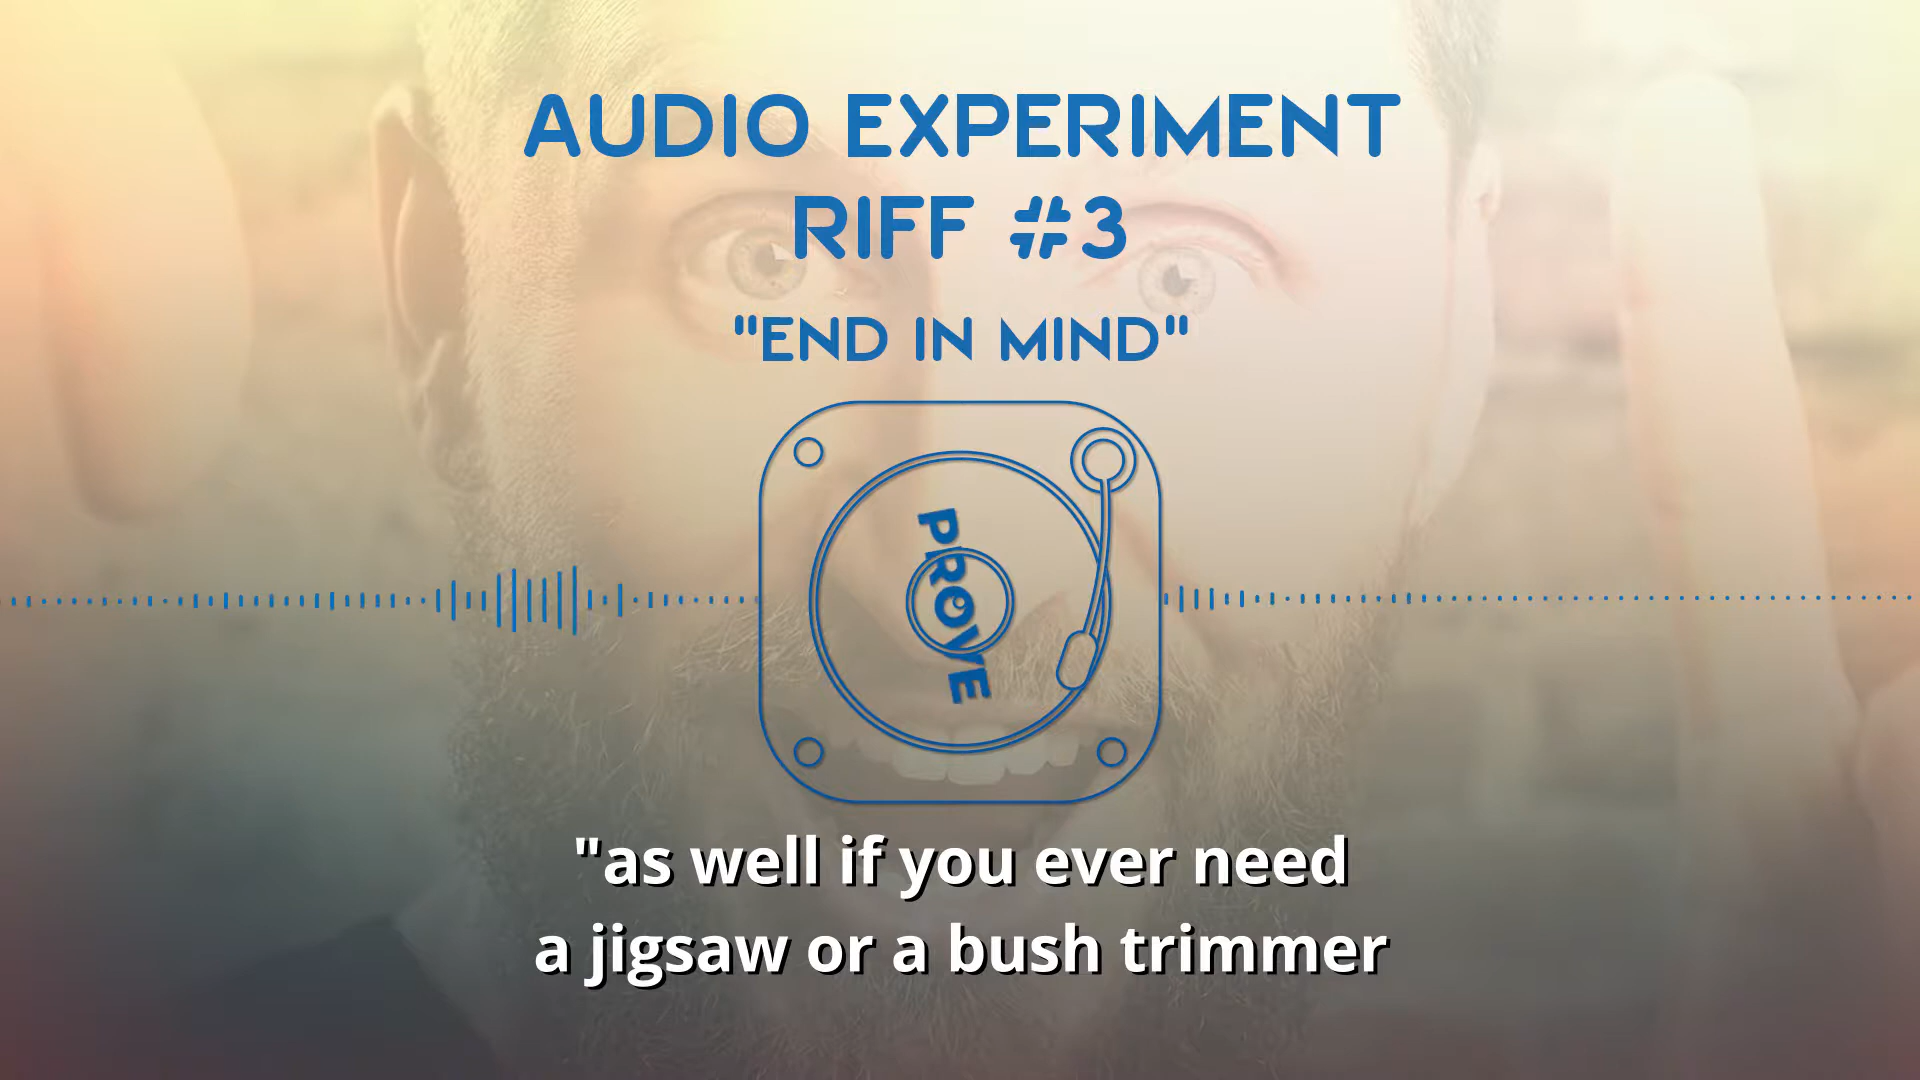 AUDIO EXPERIMENT
RIFF #3
"END IN MIND"
PROVE
"as well if you ever need
a jigsaw or a bush trimmer